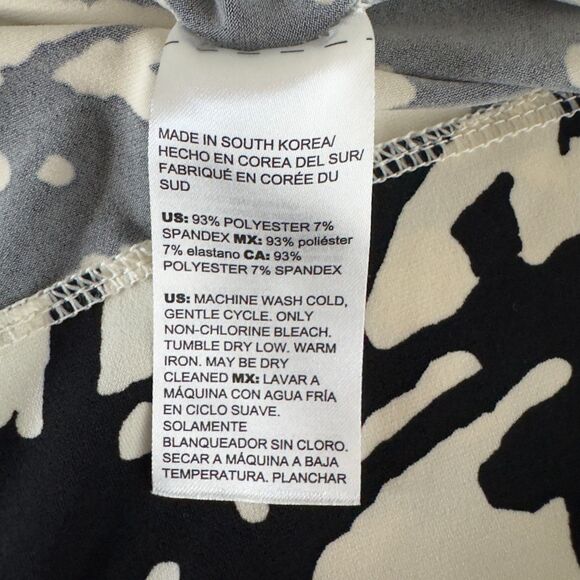 MADE IN SOUTH KOREA/
HECHO EN COREA DEL SUR/
FABRIQUÉ EN CORÉE DU
SUD
US: 93% POLYESTER 7%
SPANDEX MX: 93% poliéster
7% elastano CA: 93%
POLYESTER 7% SPANDEX
US: MACHINE WASH COLD,
GENTLE CYCLE. ONLY
NON-CHLORINE BLEACH.
TUMBLE DRY LOW. WARM
IRON. MAY BE DRY
CLEANED MX: LAVAR A
MÁQUINA CON AGUA FRÍA
EN CICLO SUAVE.
SOLAMENTE
BLANQUEADOR SIN CLORO.
SECAR A MÁQUINA A BAJA
TEMPERATURA. PLANCHAR